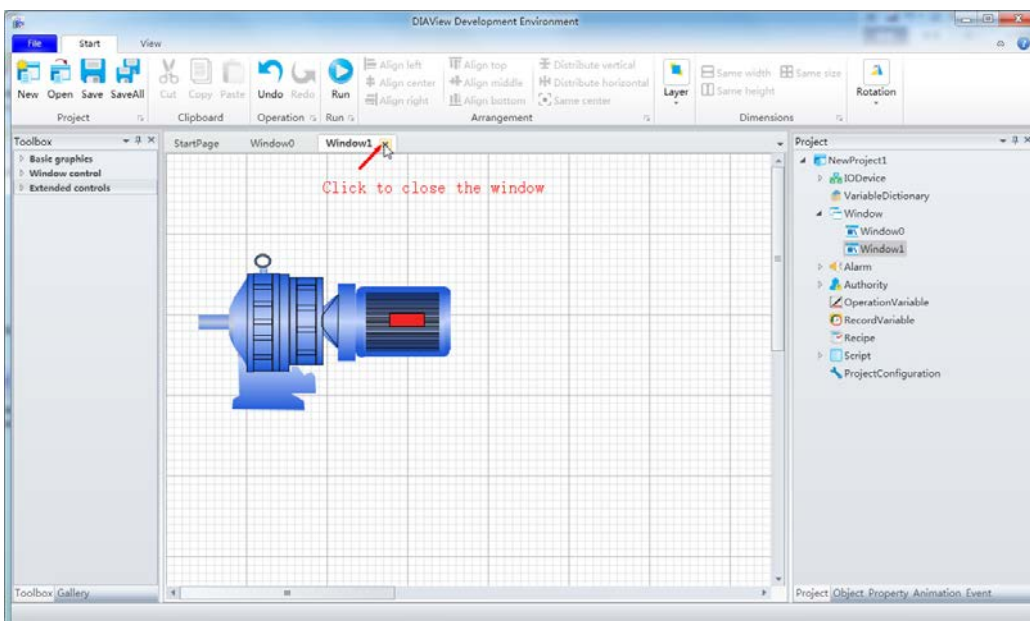 DIAView Development Environment
File Start View
New Open Save SaveAll
Cut Copy Paste
Undo Redo
Run
Align left Align top Distribute vertical
Align center Align middle Distribute horizontal
Align right Align bottom Same center
Layer
Same width Same size
Same height
Rotation
Project Clipboard Operation Run Arrangement Dimensions
Toolbox
Basic graphics
Window control
Extended controls
StartPage Window0 Window1
Click to close the window
Project
NewProject1
IODevice
VariableDictionary
Window
Window0
Window1
Alarm
Authority
OperationVariable
RecordVariable
Recipe
Script
ProjectConfiguration
Toolbox Gallery
Project Object Property Animation Event